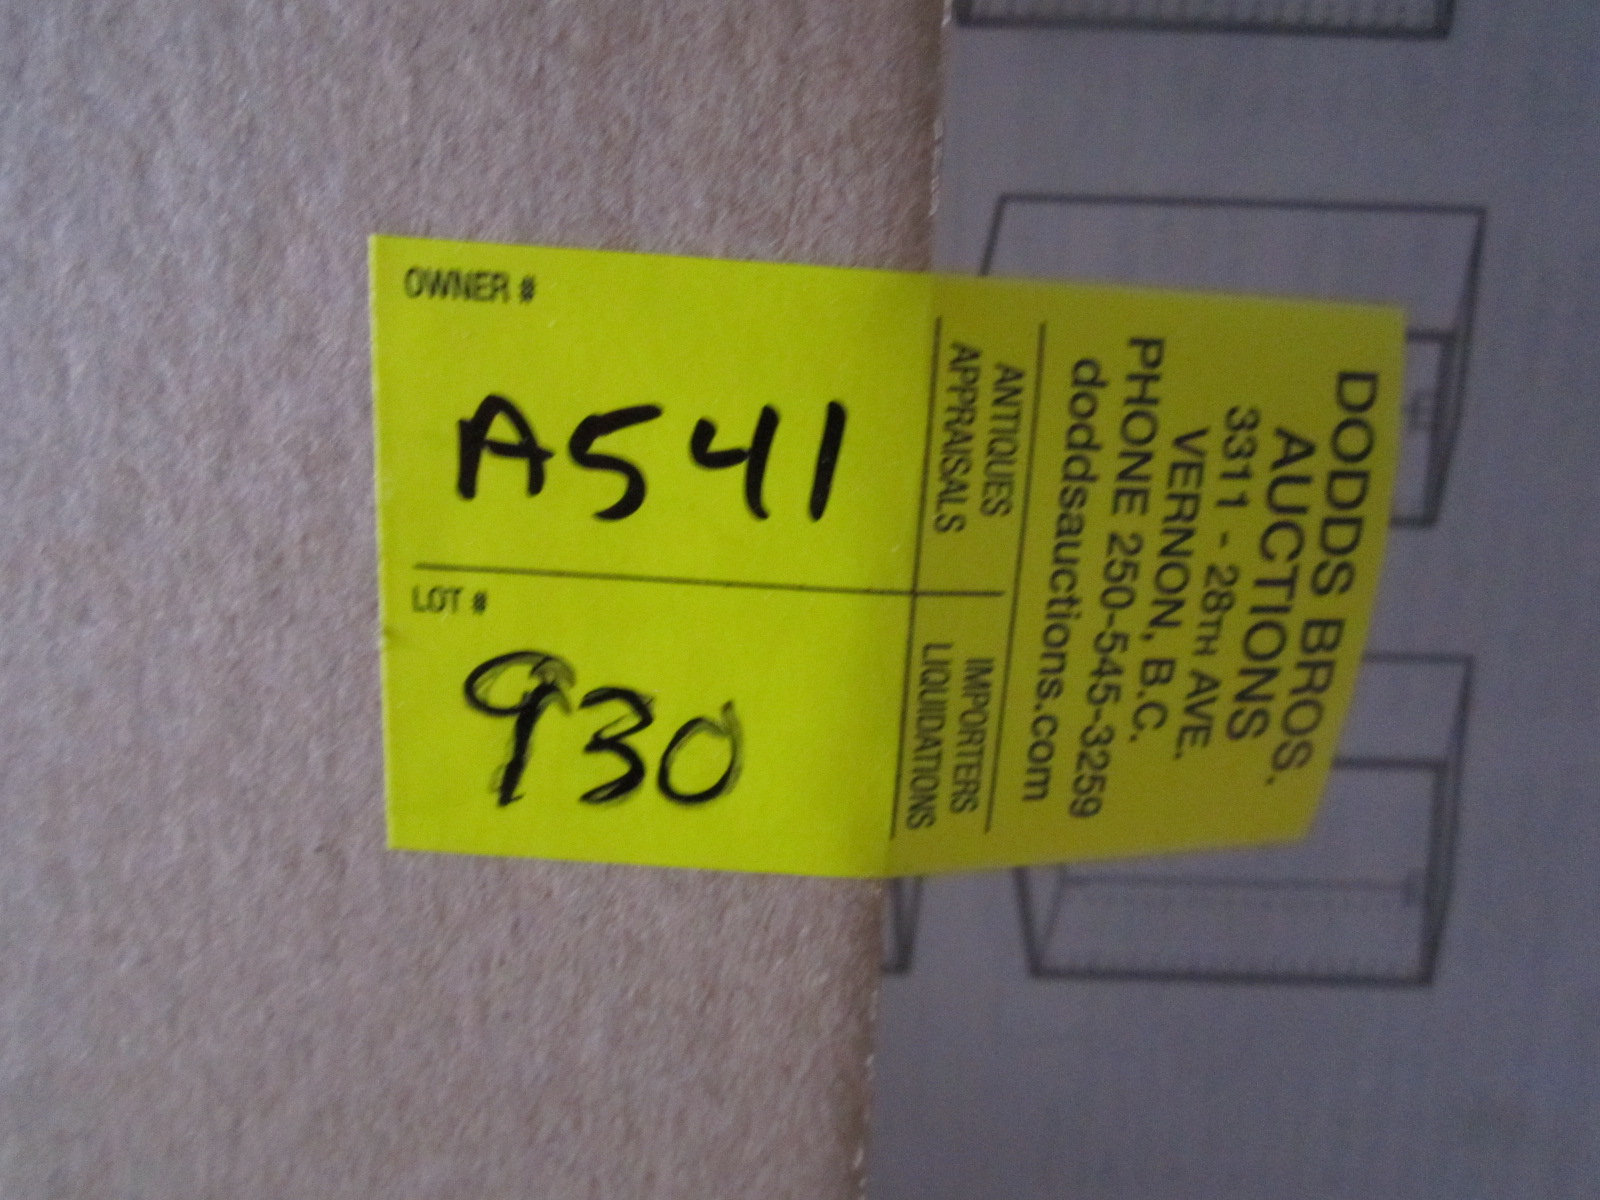 DODDS BROS.
AUCTIONS
3311 - 28TH AVE.
VERNON, B.C.
PHONE 250-545-3259
doddsauctions.com
ANTIQUES
APPRAISALS
IMPORTERS
LIQUIDATIONS
OWNER #
A541
LOT #
930